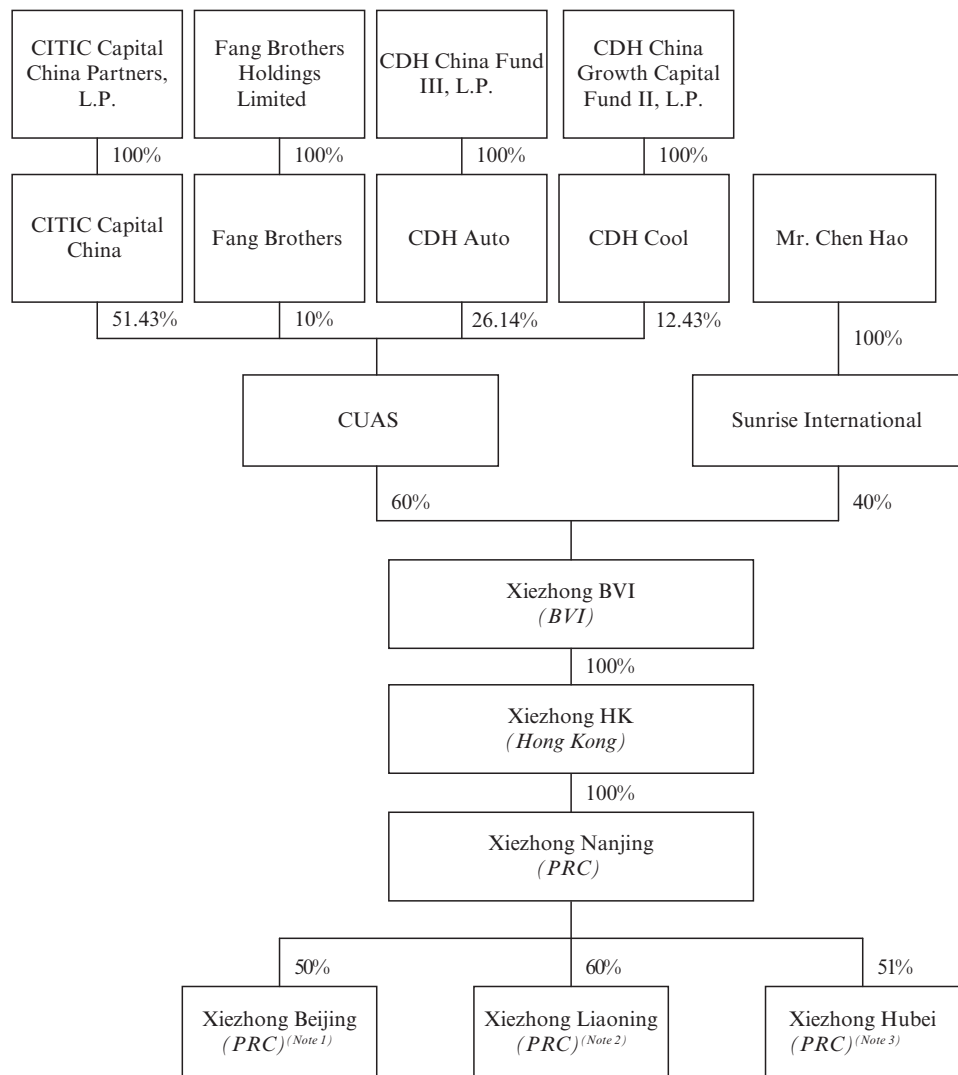 CITIC Capital
China Partners,
L.P.
Fang Brothers
Holdings
Limited
CDH China Fund
III, L.P.
CDH China
Growth Capital
Fund II, L.P.
100%
100%
100%
100%
CITIC Capital
China
Fang Brothers
CDH Auto
CDH Cool
Mr. Chen Hao
51.43%
10%
26.14%
12.43%
100%
CUAS
Sunrise International
60%
40%
Xiezhong BVI
(BVI)
100%
Xiezhong HK
(Hong Kong)
100%
Xiezhong Nanjing
(PRC)
50%
60%
51%
Xiezhong Beijing
(PRC)(Note 1)
Xiezhong Liaoning
(PRC)(Note 2)
Xiezhong Hubei
(PRC)(Note 3)